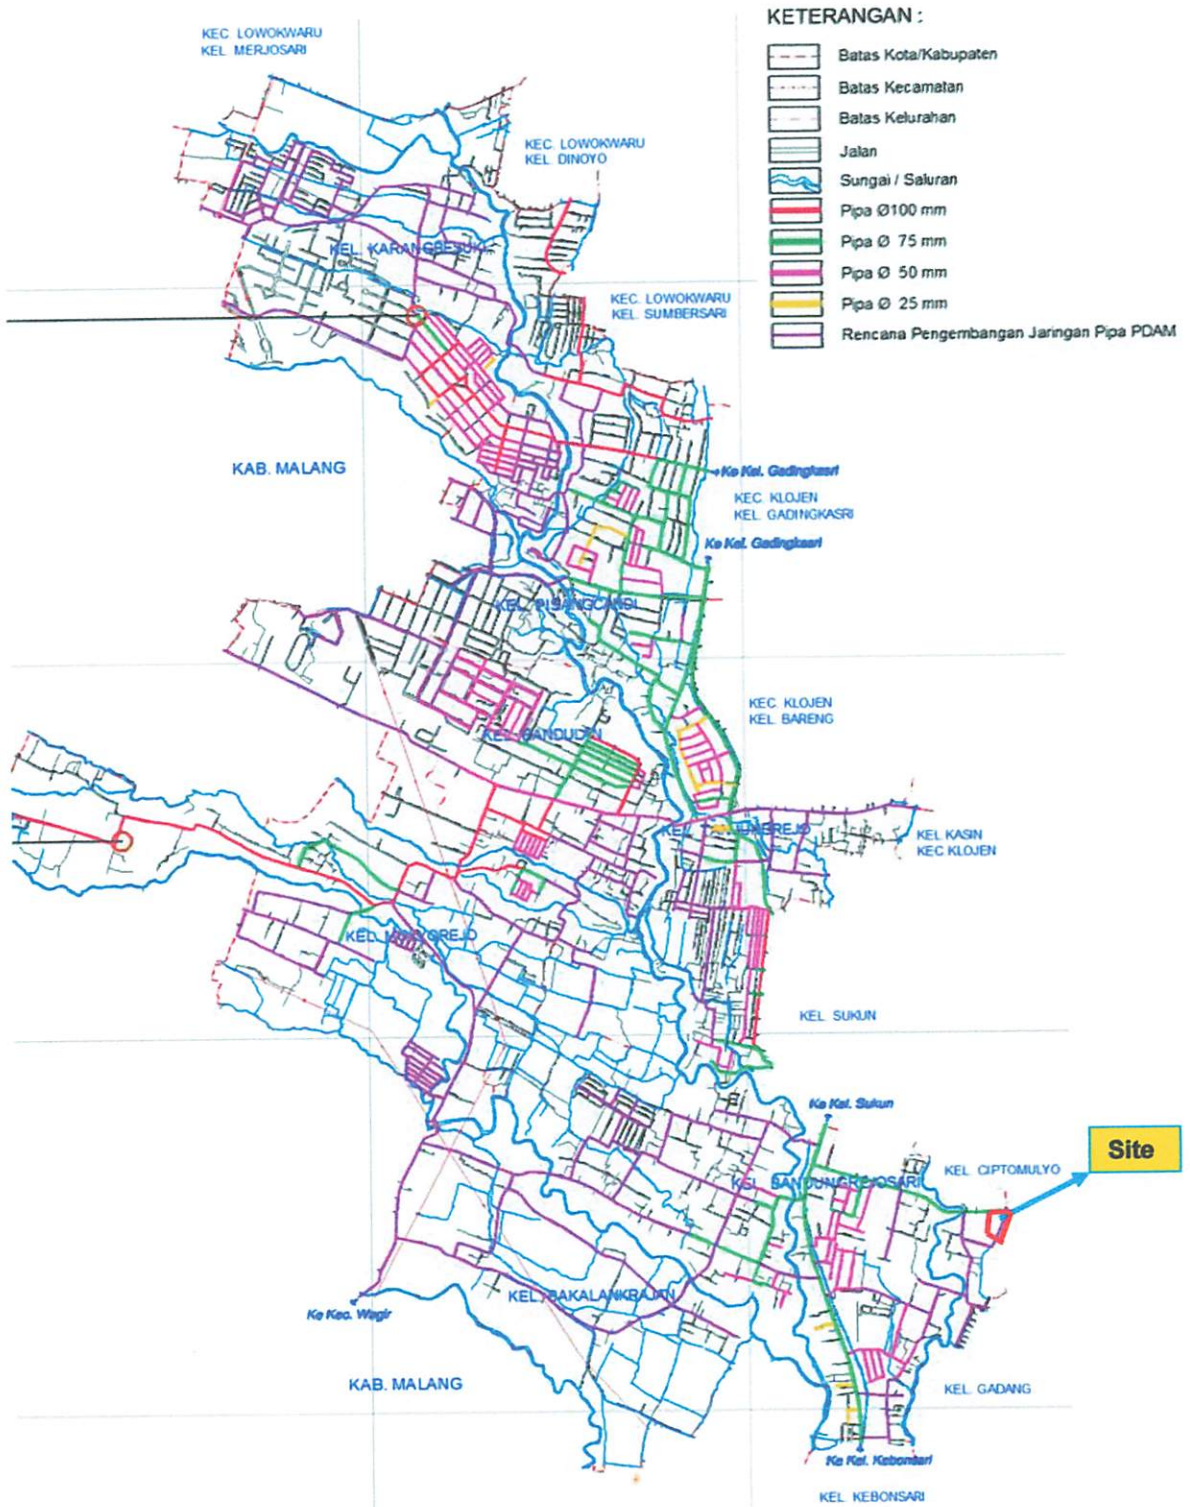 KETERANGAN :
Batas Kota/Kabupaten
Batas Kecamatan
Batas Kelurahan
Jalan
Sungai / Saluran
Pipa Ø100 mm
Pipa Ø 75 mm
Pipa Ø 50 mm
Pipa Ø 25 mm
Rencana Pengembangan Jaringan Pipa PDAM
KEC. LOWOKWARU
KEL. MERJOSARI
KEC. LOWOKWARU
KEL. DINOYO
KEL. KARANGBESUKI
KEC. LOWOKWARU
KEL. SUMBERSARI
KAB. MALANG
Ke Kel. Gadingkasri
KEC. KLOJEN
KEL. GADINGKASRI
Ke Kel. Gadingkasri
KEL. PISANGCANDI
KEC. KLOJEN
KEL. BARENG
KEL. BANDULAN
KEL. TANJUNGREJO
KEL. KASIN
KEC. KLOJEN
KEL. MULYOREJO
KEL. SUKUN
Ke Kel. Sukun
Site
KEL. CIPTOMULYO
KEL. BANDUNGREJOSARI
KEL. BAKALANKRAJAN
Ke Kec. Wagir
KAB. MALANG
KEL. GADANG
Ke Kel. Kebonsari
KEL. KEBONSARI